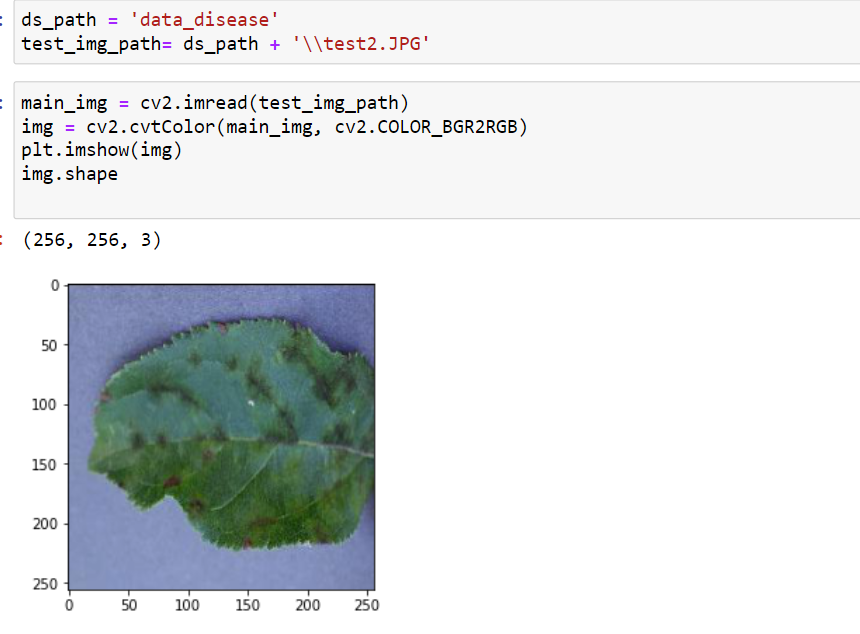 : ds_path = 'data_disease'
test_img_path= ds_path + '\\test2.JPG'
: main_img = cv2.imread(test_img_path)
img = cv2.cvtColor(main_img, cv2.COLOR_BGR2RGB)
plt.imshow(img)
img.shape
: (256, 256, 3)
0
50
100
150
200
250
0 50 100 150 200 250